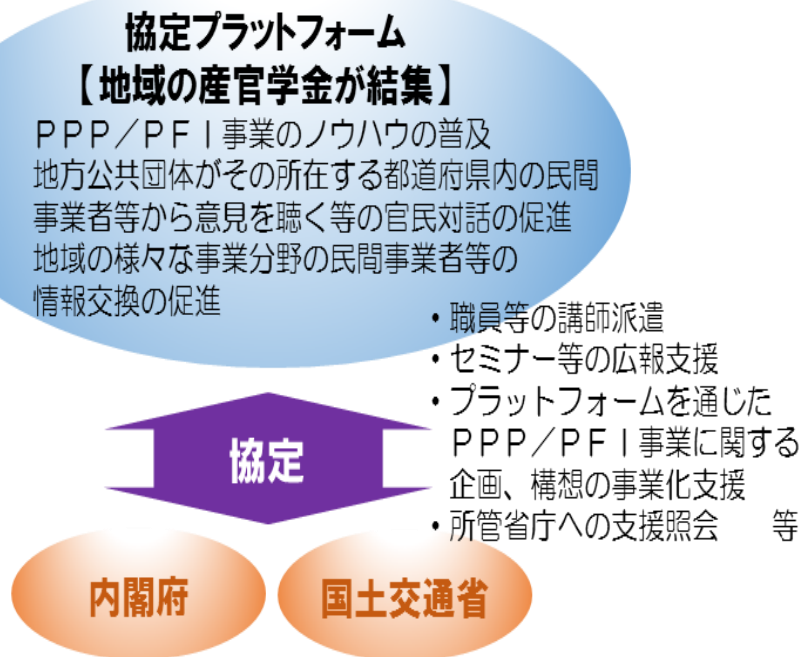 協定プラットフォーム
【地域の産官学金が結集】
ＰＰＰ／ＰＦＩ事業のノウハウの普及
地方公共団体がその所在する都道府県内の民間
事業者等から意見を聴く等の官民対話の促進
地域の様々な事業分野の民間事業者等の
情報交換の促進
・職員等の講師派遣
・セミナー等の広報支援
・プラットフォームを通じた
ＰＰＰ／ＰＦＩ事業に関する
企画、構想の事業化支援
・所管省庁への支援照会　等
協定
内閣府
国土交通省